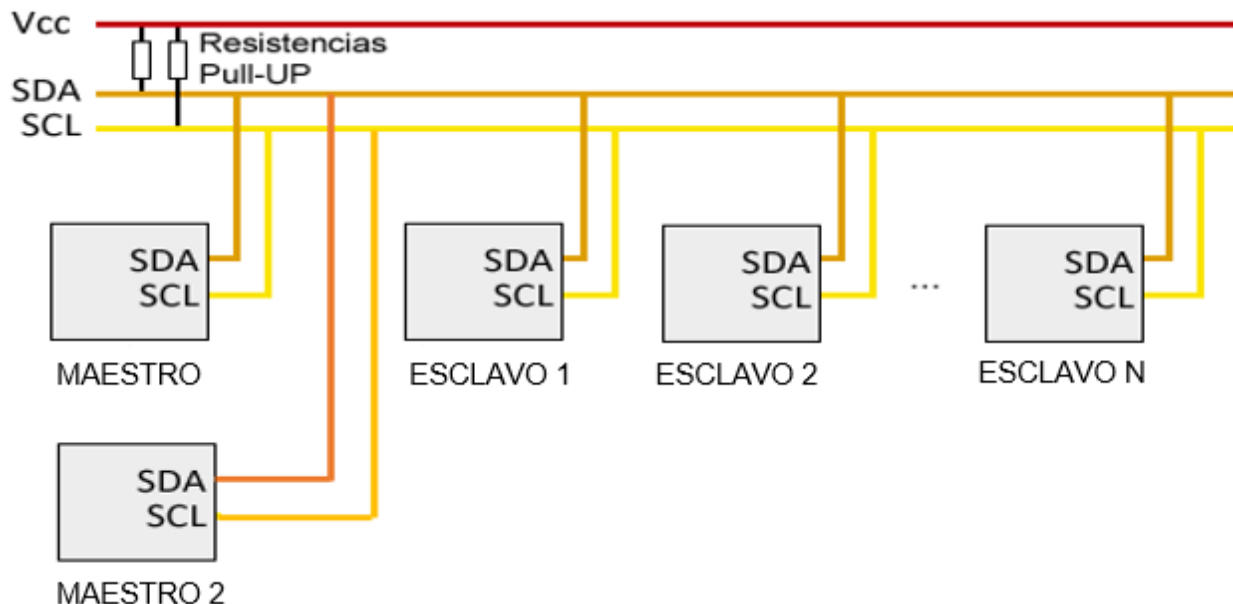 Vcc
Resistencias
Pull-UP
SDA
SCL
SDA
SCL
MAESTRO
SDA
SCL
ESCLAVO 1
SDA
SCL
ESCLAVO 2
...
SDA
SCL
ESCLAVO N
SDA
SCL
MAESTRO 2